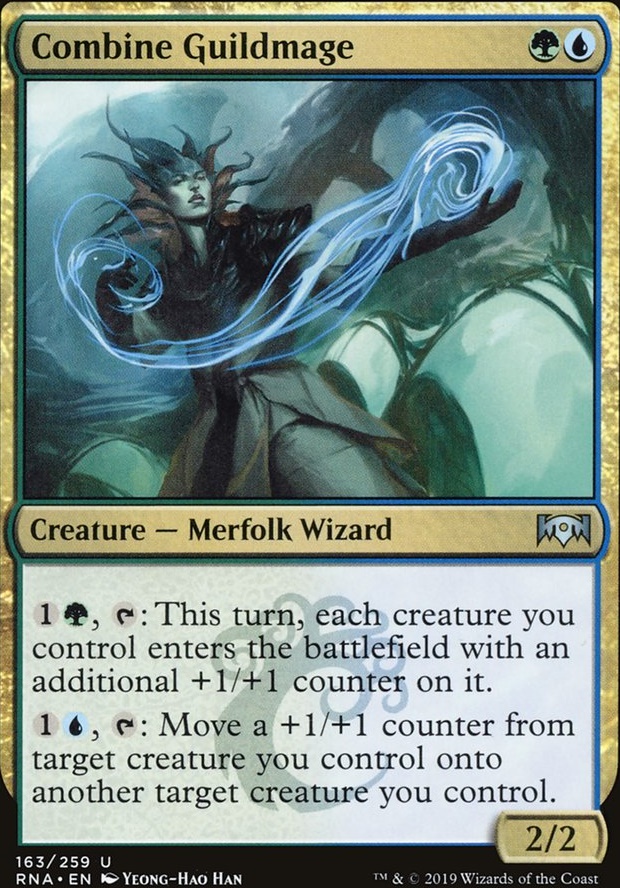 Combine Guildmage
Creature — Merfolk Wizard
1, : This turn, each creature you
control enters the battlefield with an
additional +1/+1 counter on it.
1, : Move a +1/+1 counter from
target creature you control onto
another target creature you control.
2/2
163/259 U
RNA • EN Yeong-Hao Han
™ & © 2019 Wizards of the Coast